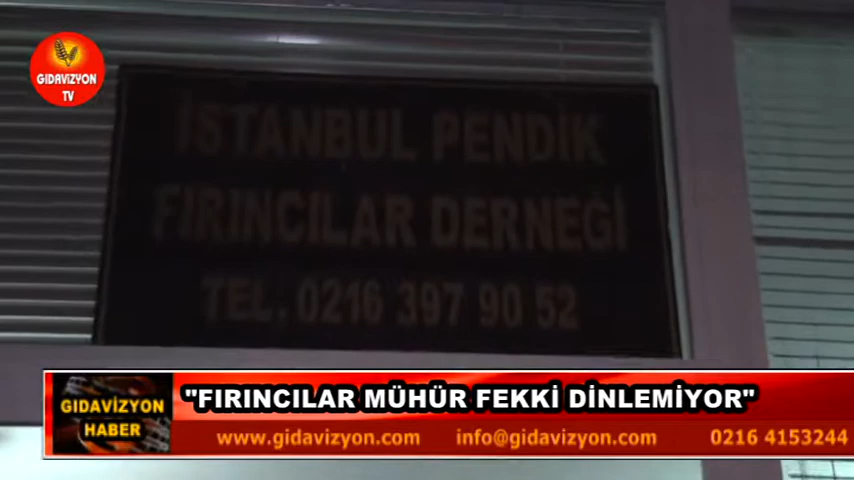 GIDAVİZYON
TV
İSTANBUL PENDİK
FIRINCILAR DERNEĞİ
TEL. 0216 397 90 52
GIDAVİZYON
HABER
"FIRINCILAR MÜHÜR FEKKİ DİNLEMİYOR"
www.gidavizyon.com info@gidavizyon.com 0216 4153244